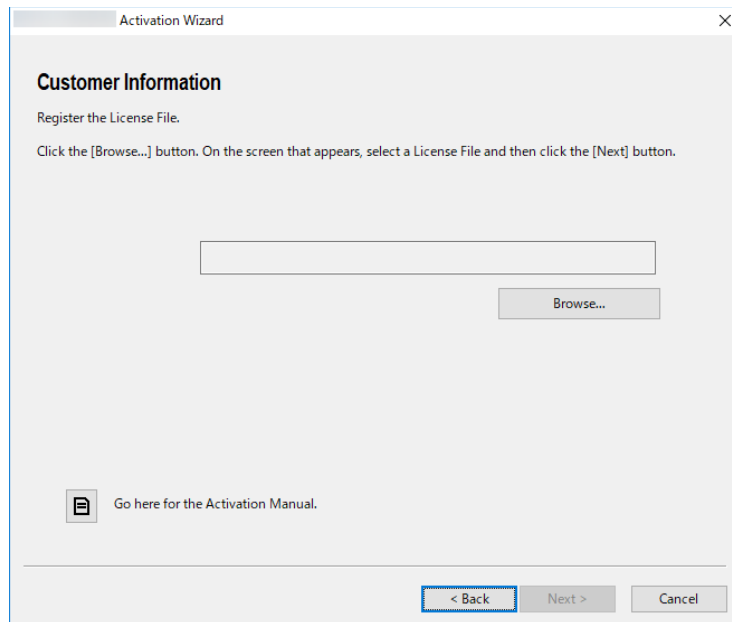 Activation Wizard
Customer Information
Register the License File.
Click the [Browse...] button. On the screen that appears, select a License File and then click the [Next] button.
Browse...
Go here for the Activation Manual.
< Back
Next >
Cancel